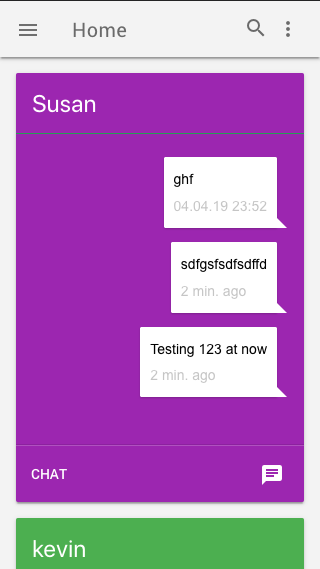 Home
Susan
ghf
04.04.19 23:52
sdfgsfsdfsdffd
2 min. ago
Testing 123 at now
2 min. ago
CHAT
kevin